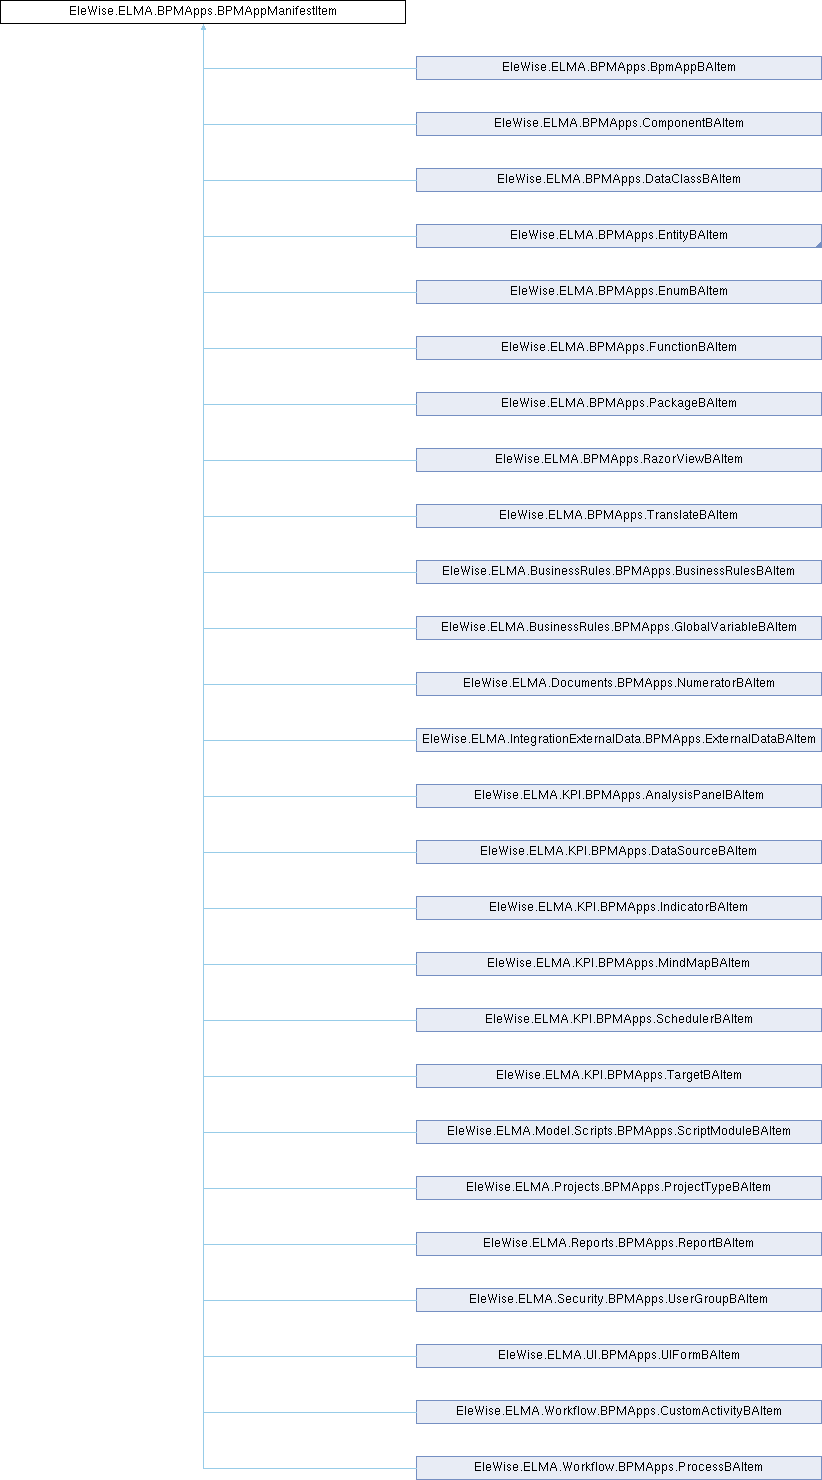 EleWise.ELMA.BPMApps.BPMAppManifestItem
EleWise.ELMA.BPMApps.BpmAppBAItem
EleWise.ELMA.BPMApps.ComponentBAItem
EleWise.ELMA.BPMApps.DataClassBAItem
EleWise.ELMA.BPMApps.EntityBAItem
EleWise.ELMA.BPMApps.EnumBAItem
EleWise.ELMA.BPMApps.FunctionBAItem
EleWise.ELMA.BPMApps.PackageBAItem
EleWise.ELMA.BPMApps.RazorViewBAItem
EleWise.ELMA.BPMApps.TranslateBAItem
EleWise.ELMA.BusinessRules.BPMApps.BusinessRulesBAItem
EleWise.ELMA.BusinessRules.BPMApps.GlobalVariableBAItem
EleWise.ELMA.Documents.BPMApps.NumeratorBAItem
EleWise.ELMA.IntegrationExternalData.BPMApps.ExternalDataBAItem
EleWise.ELMA.KPI.BPMApps.AnalysisPanelBAItem
EleWise.ELMA.KPI.BPMApps.DataSourceBAItem
EleWise.ELMA.KPI.BPMApps.IndicatorBAItem
EleWise.ELMA.KPI.BPMApps.MindMapBAItem
EleWise.ELMA.KPI.BPMApps.SchedulerBAItem
EleWise.ELMA.KPI.BPMApps.TargetBAItem
EleWise.ELMA.Model.Scripts.BPMApps.ScriptModuleBAItem
EleWise.ELMA.Projects.BPMApps.ProjectTypeBAItem
EleWise.ELMA.Reports.BPMApps.ReportBAItem
EleWise.ELMA.Security.BPMApps.UserGroupBAItem
EleWise.ELMA.UI.BPMApps.UIFormBAItem
EleWise.ELMA.Workflow.BPMApps.CustomActivityBAItem
EleWise.ELMA.Workflow.BPMApps.ProcessBAItem